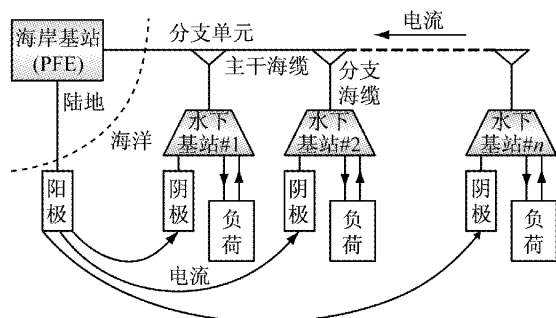 海岸基站
(PFE)
分支单元
电流
主干海缆
分支
海缆
陆地
海洋
水下
基站#1
水下
基站#2
水下
基站#n
阳极
阴极
负荷
阴极
负荷
阴极
负荷
电流